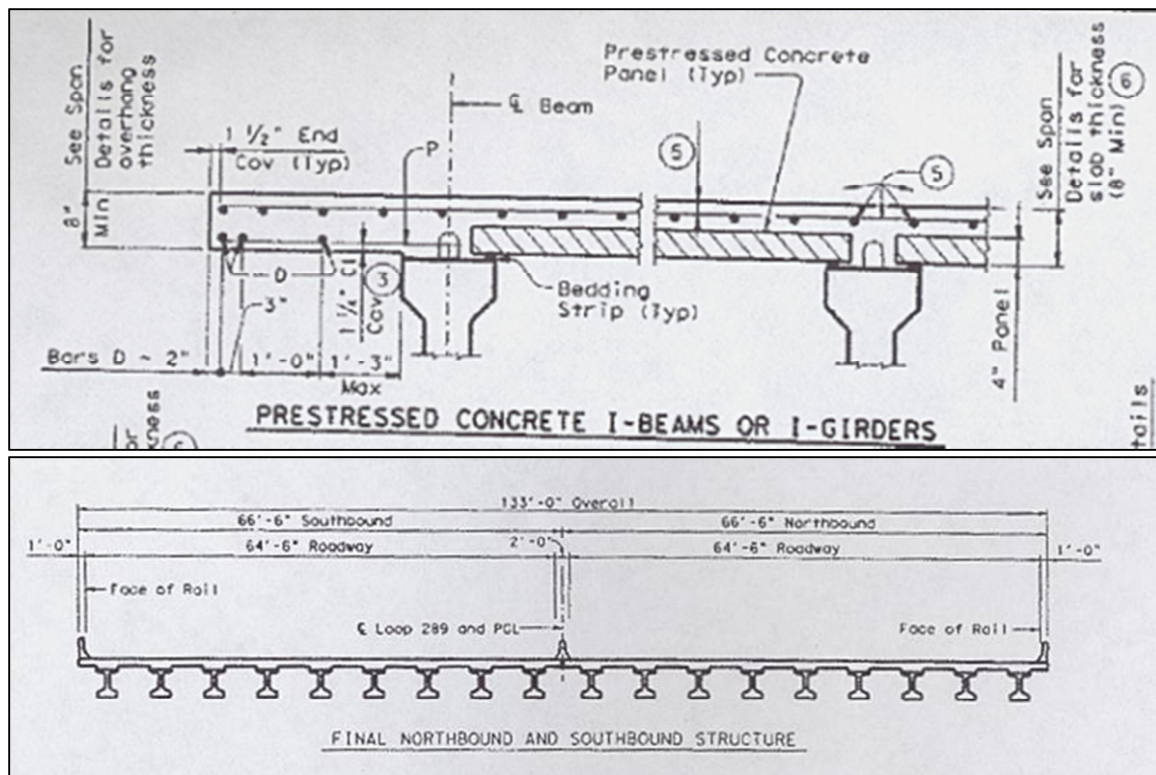 8" See Span
Min Details for
overhang
thickness
1 1/2" End
Cov (Typ)
P
℄ Beam
Prestressed Concrete
Panel (Typ)
5
5
See Span
Details for
slab thickness
(8" Min)
6
D
3"
1 1/4" Cl
Cov
3
Bedding
Strip (Typ)
4" Panel
Bars D ~ 2"
1'-0"
1'-3"
Max
PRESTRESSED CONCRETE I-BEAMS OR I-GIRDERS
133'-0" Overall
66'-6" Southbound
66'-6" Northbound
1'-0"
64'-6" Roadway
2'-0"
64'-6" Roadway
1'-0"
Face of Rail
℄ Loop 289 and PGL
Face of Rail
FINAL NORTHBOUND AND SOUTHBOUND STRUCTURE